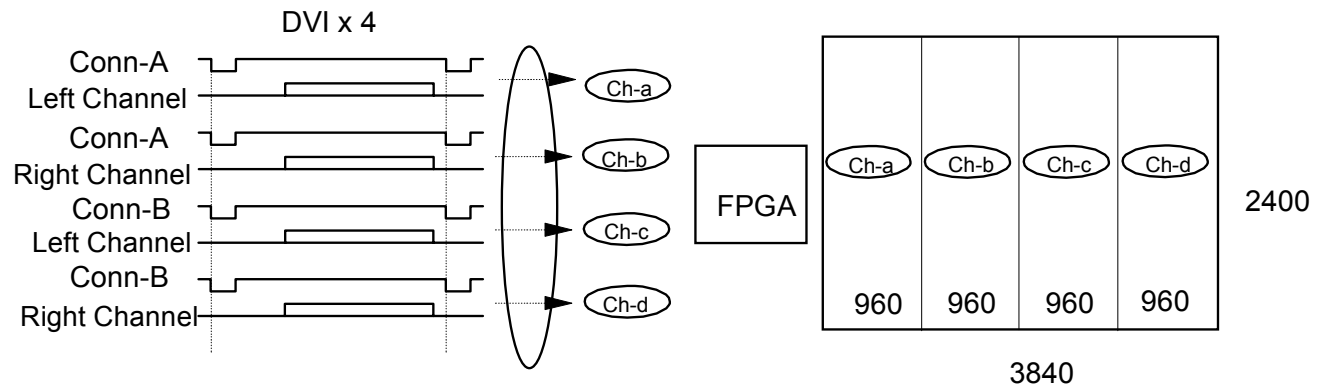 DVI x 4
Conn-A
Left Channel
Conn-A
Right Channel
Conn-B
Left Channel
Conn-B
Right Channel
Ch-a
Ch-b
Ch-c
Ch-d
FPGA
Ch-a Ch-b Ch-c Ch-d
960 960 960 960
2400
3840